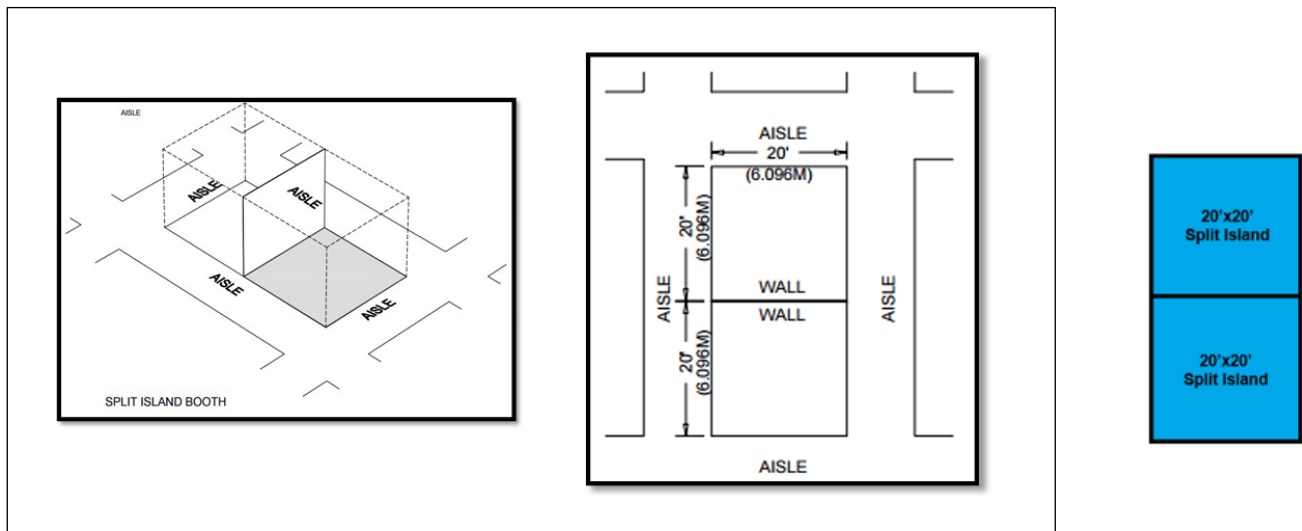 AISLE
AISLE
AISLE
AISLE
AISLE
SPLIT ISLAND BOOTH
AISLE
20'
(6.096M)
20'
(6.096M)
AISLE
WALL
WALL
AISLE
20'
(6.096M)
AISLE
20'x20'
Split Island
20'x20'
Split Island